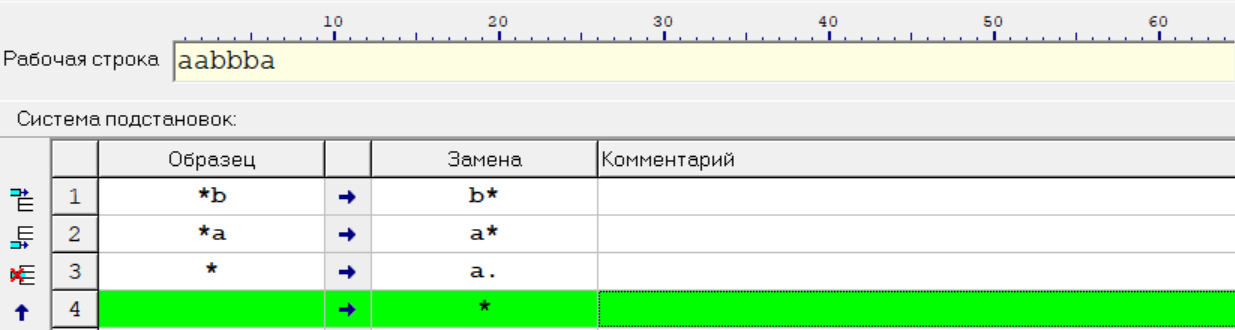 10 20 30 40 50 60
Рабочая строка aabbba
Система подстановок:
Образец Замена Комментарий
1 *b → b*
2 *a → a*
3 * → a.
4 → *